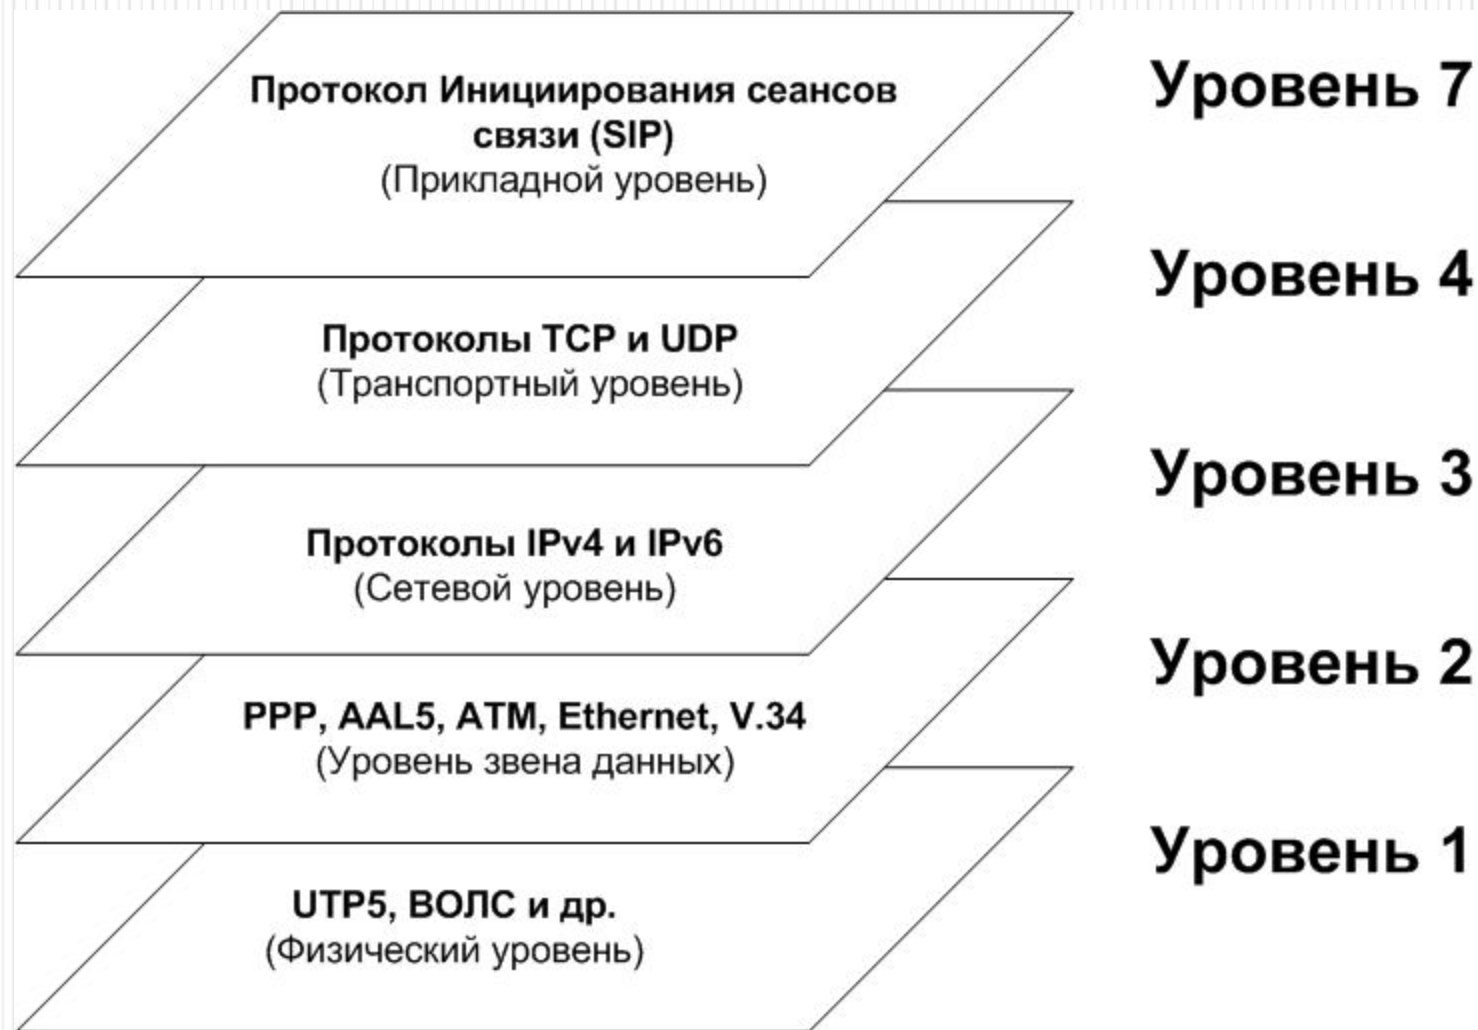 Протокол Инициирования сеансов
связи (SIP)
(Прикладной уровень)
Уровень 7
Протоколы TCP и UDP
(Транспортный уровень)
Уровень 4
Протоколы IPv4 и IPv6
(Сетевой уровень)
Уровень 3
PPP, AAL5, ATM, Ethernet, V.34
(Уровень звена данных)
Уровень 2
UTP5, ВОЛС и др.
(Физический уровень)
Уровень 1